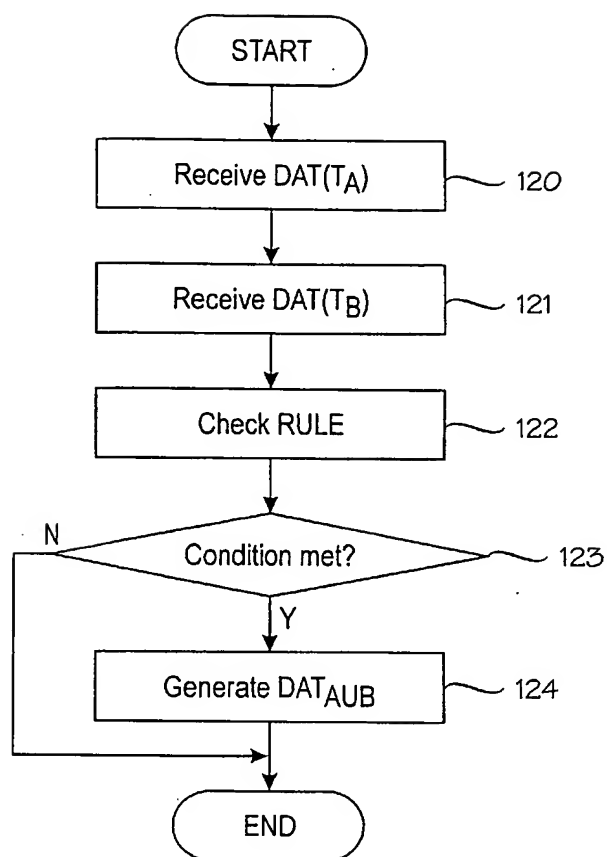 START
Receive DAT(TA)
120
Receive DAT(TB)
121
Check RULE
122
N
Condition met?
123
Y
Generate DATAUB
124
END